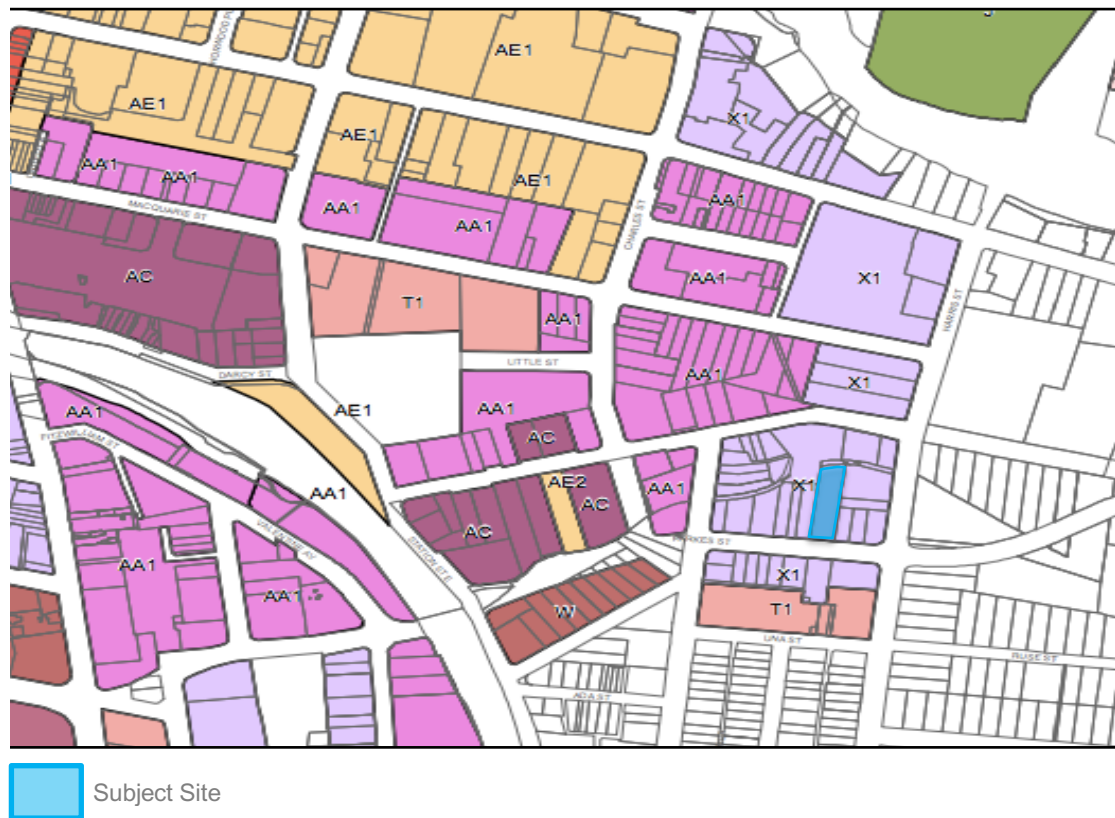 AE1
AE1
AE1
X1
AE1
AA1
AA1
AA1
AA1
AA1
MACQUARIE ST
CHARLES ST
AA1
X1
AC
T1
AA1
HARRIS ST
LITTLE ST
AA1
X1
DARCY ST
AE1
AA1
AC
AA1
FITZWILLIAM ST
AA1
AE2
AC
AC
AA1
X1
VALENTINE AV
STATION ST E
PARKES ST
AA1
AA1
X1
W
T1
UNA ST
RUSE ST
ADA ST
Subject Site